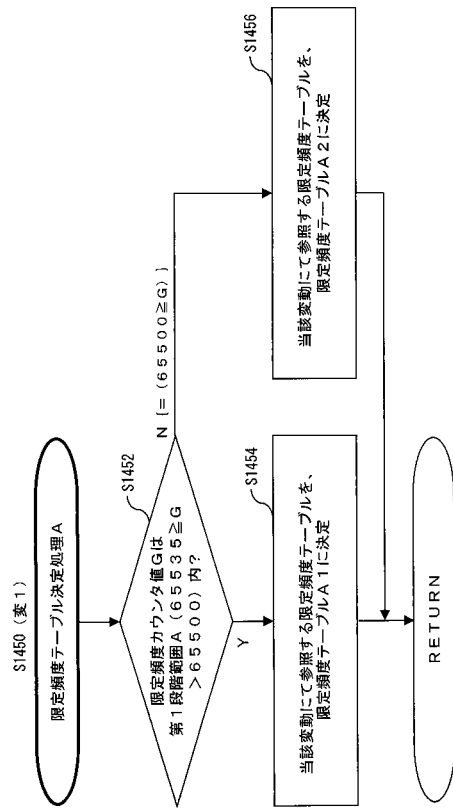 S1450 (変1)
限定頻度テーブル決定処理A
S1452
限定頻度カウンタ値Gは
第1段階範囲A (65535≧G
>65500) 内?
N [= (65500≧G) ]
Y
S1454
当該変動にて参照する限定頻度テーブルを、
限定頻度テーブルA1に決定
S1456
当該変動にて参照する限定頻度テーブルを、
限定頻度テーブルA2に決定
RETURN